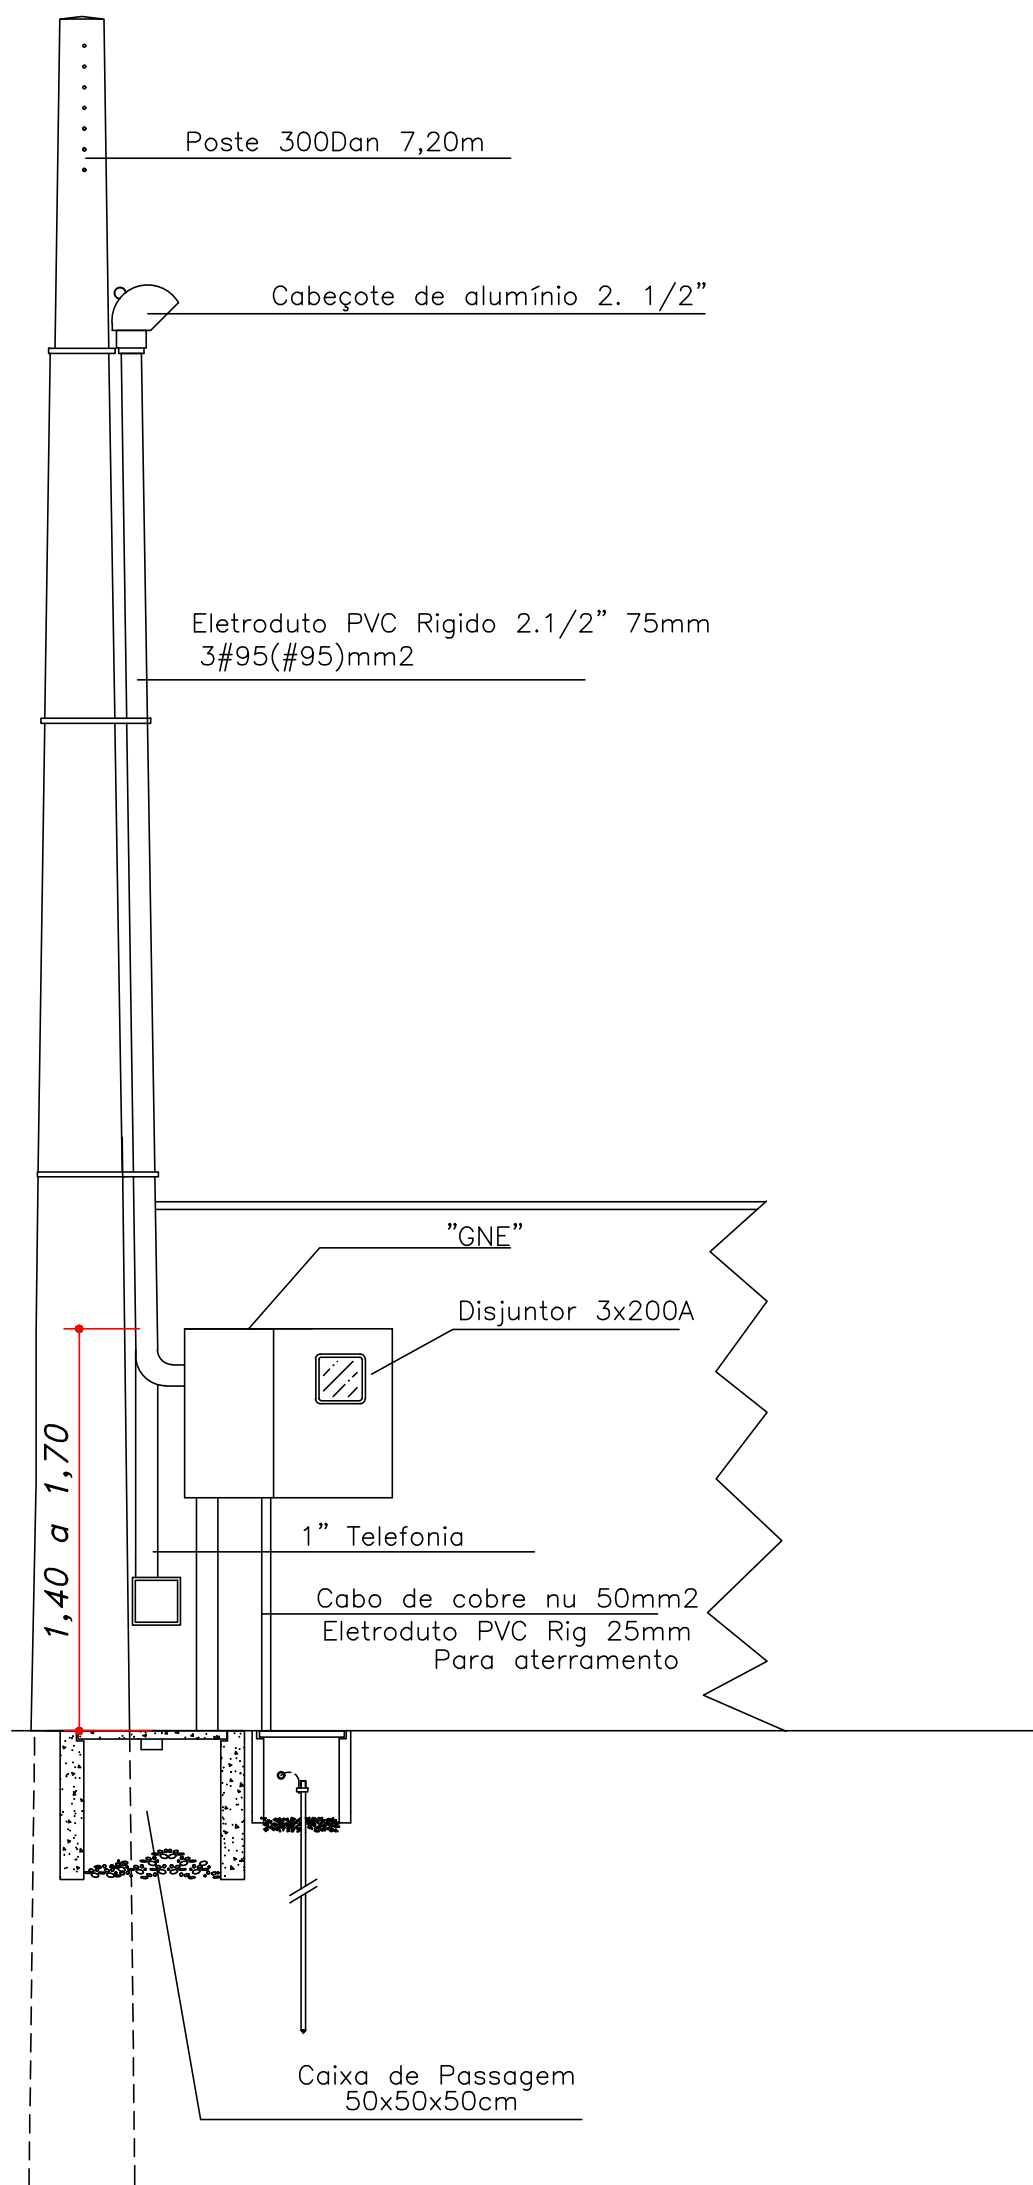 Poste 300Dan 7,20m
Cabeçote de alumínio 2. 1/2”
Eletroduto PVC Rigido 2.1/2” 75mm
3#95(#95)mm2
”GNE”
Disjuntor 3x200A
1,40 a 1,70
1” Telefonia
Cabo de cobre nu 50mm2
Eletroduto PVC Rig 25mm
Para aterramento
Caixa de Passagem
50x50x50cm